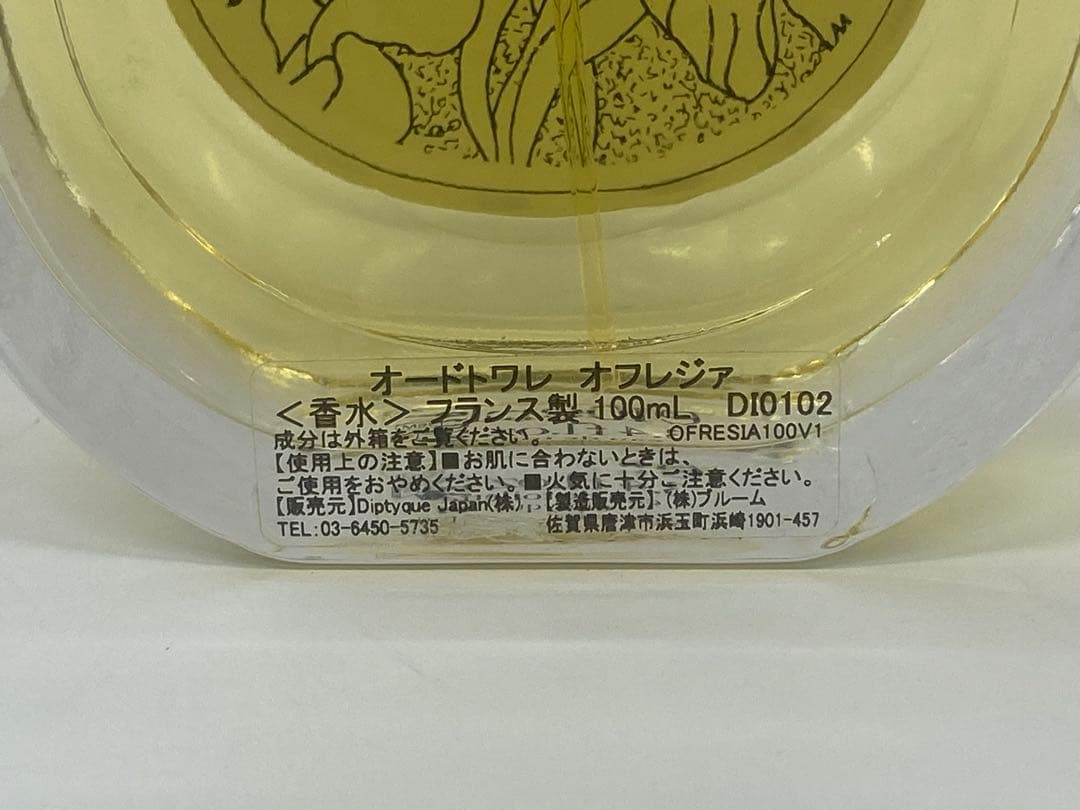 オードトワレ オフレジア
＜香水＞ フランス製 100mL DI0102
OFRESIA100V1
成分は外箱をご覧ください。
【使用上の注意】■お肌に合わないときは、
ご使用をおやめください。■火気に十分ご注意ください。
【販売元】Diptyque Japan(株) 【製造販売元】(株)ブルーム
TEL:03-6450-5735 佐賀県唐津市浜玉町浜崎1901-457